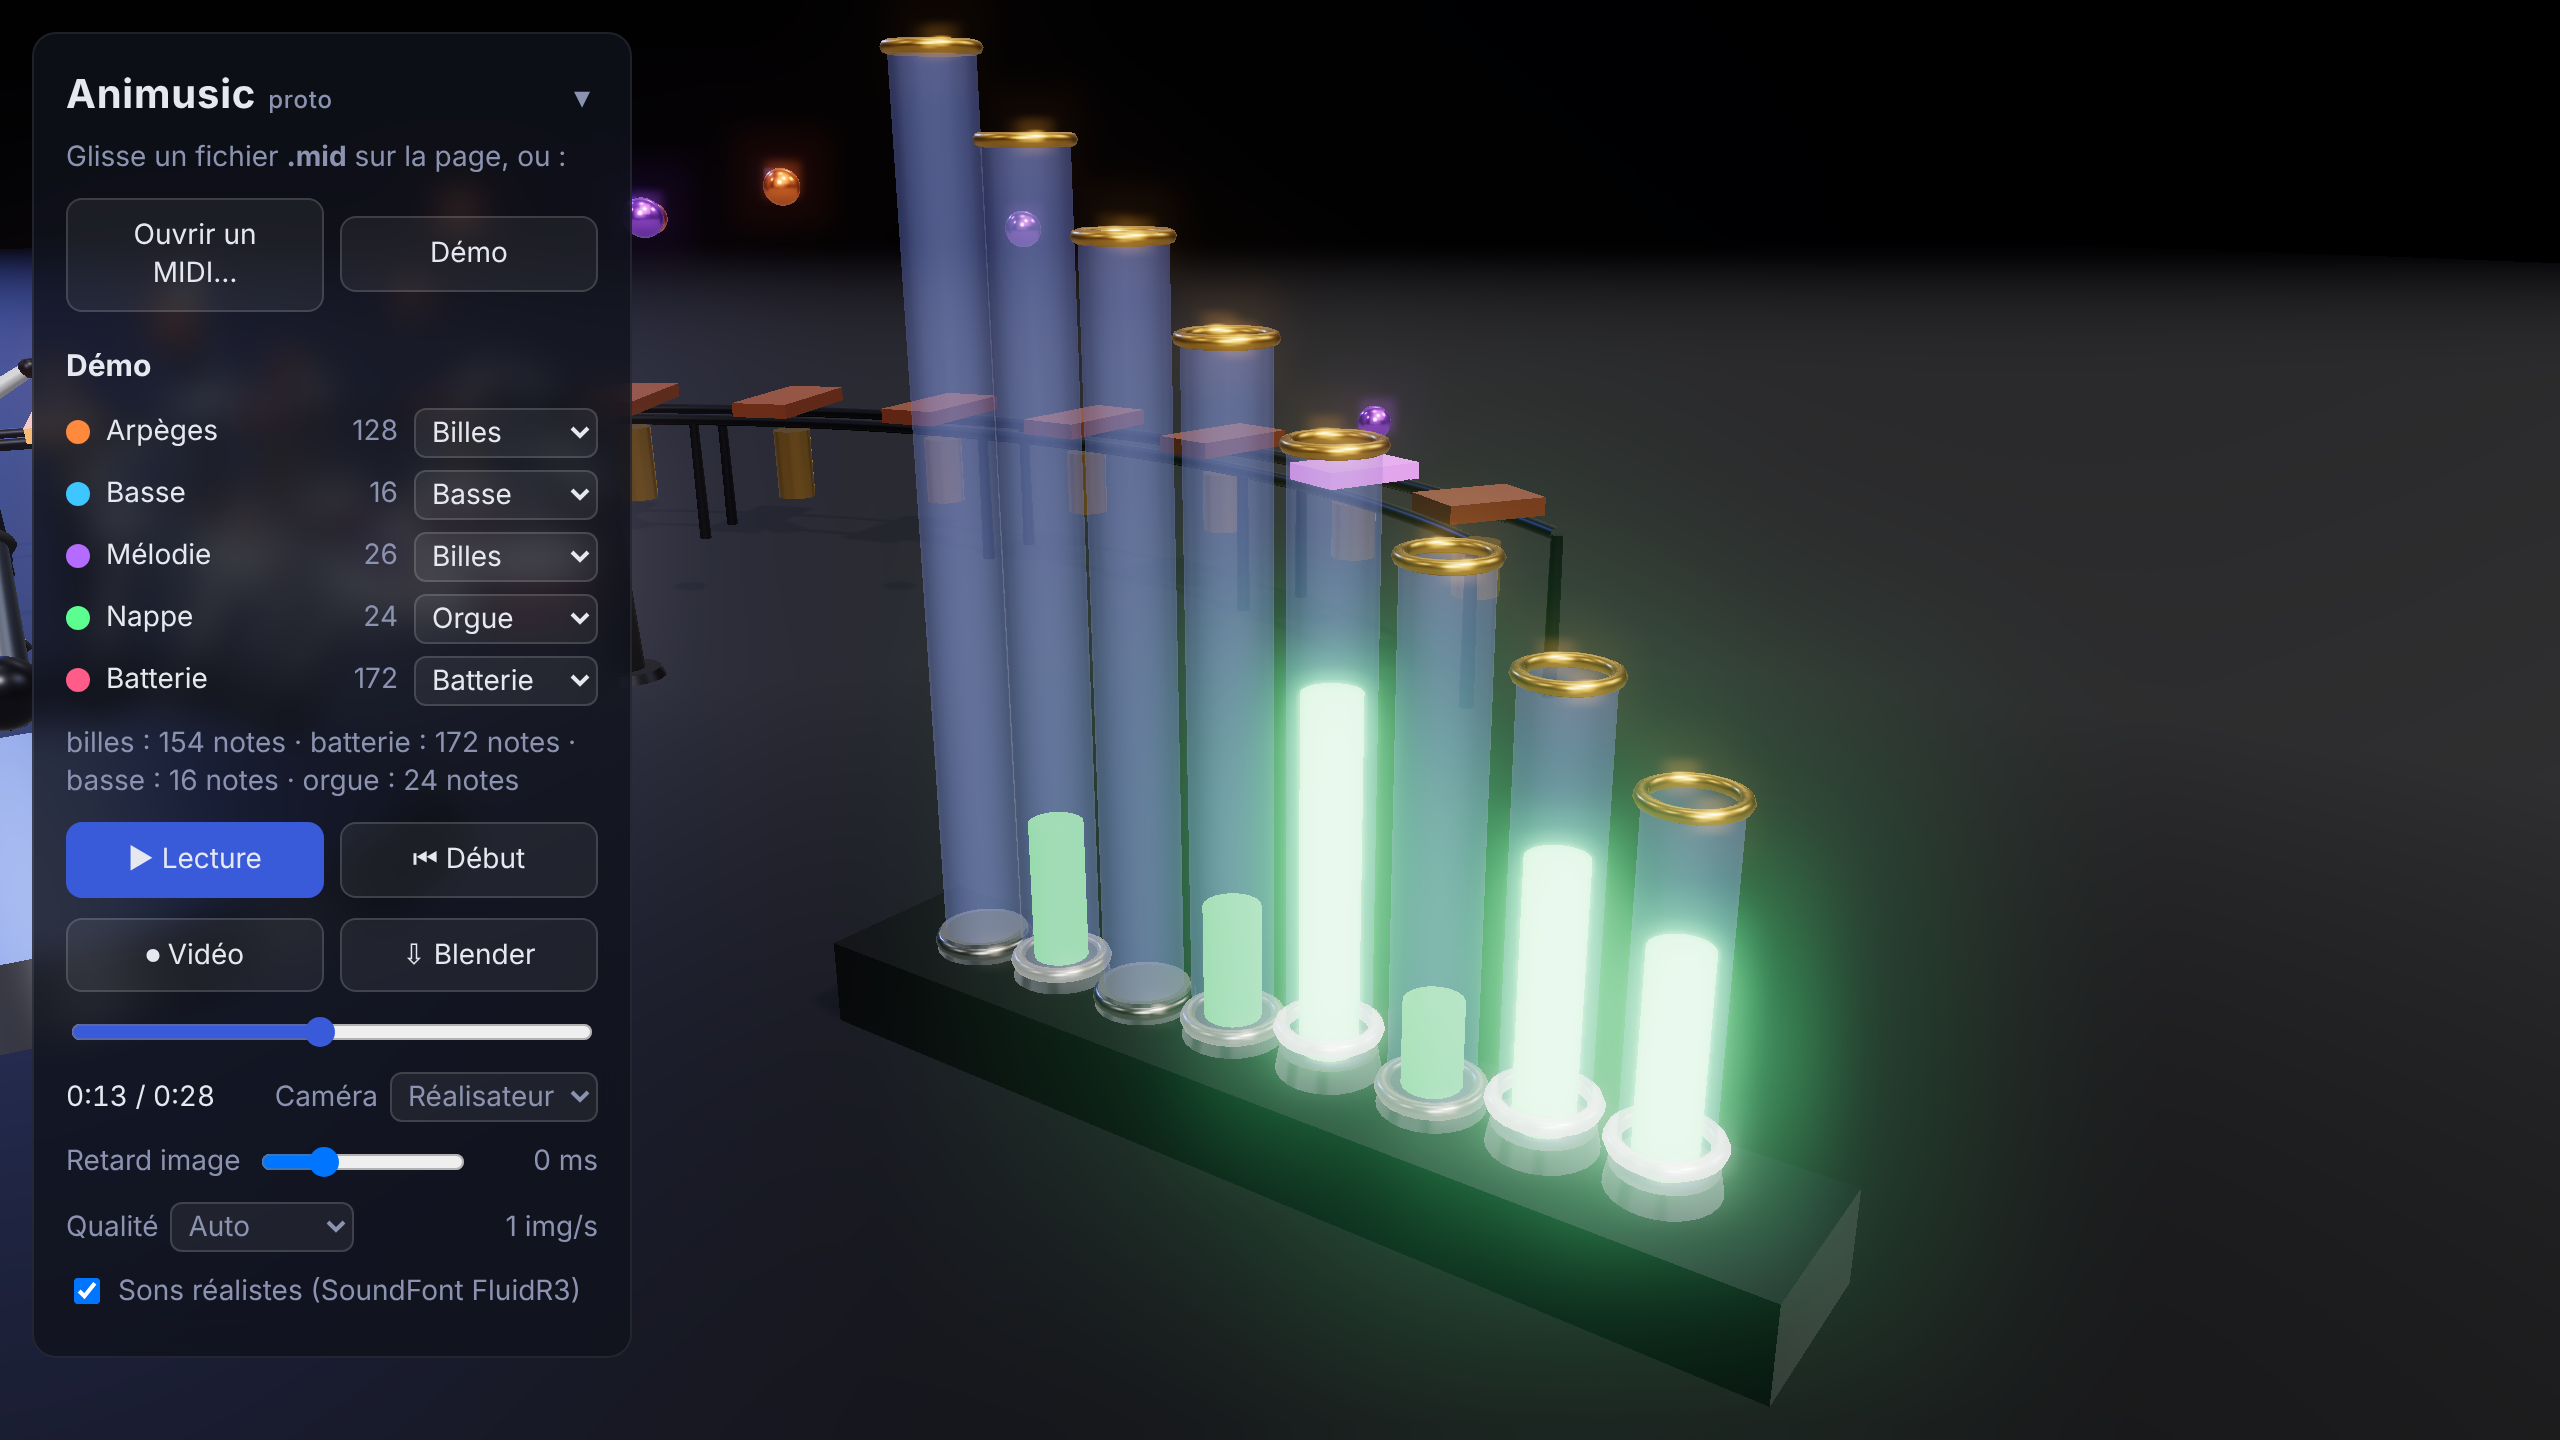 Animusic proto ▼
Glisse un fichier .mid sur la page, ou :
Ouvrir un
MIDI...
Démo
Démo
Arpèges 128 Billes
Basse 16 Basse
Mélodie 26 Billes
Nappe 24 Orgue
Batterie 172 Batterie
billes : 154 notes · batterie : 172 notes ·
basse : 16 notes · orgue : 24 notes
▶ Lecture
⏮ Début
● Vidéo
⇩ Blender
0:13 / 0:28 Caméra Réalisateur
Retard image 0 ms
Qualité Auto 1 img/s
Sons réalistes (SoundFont FluidR3)